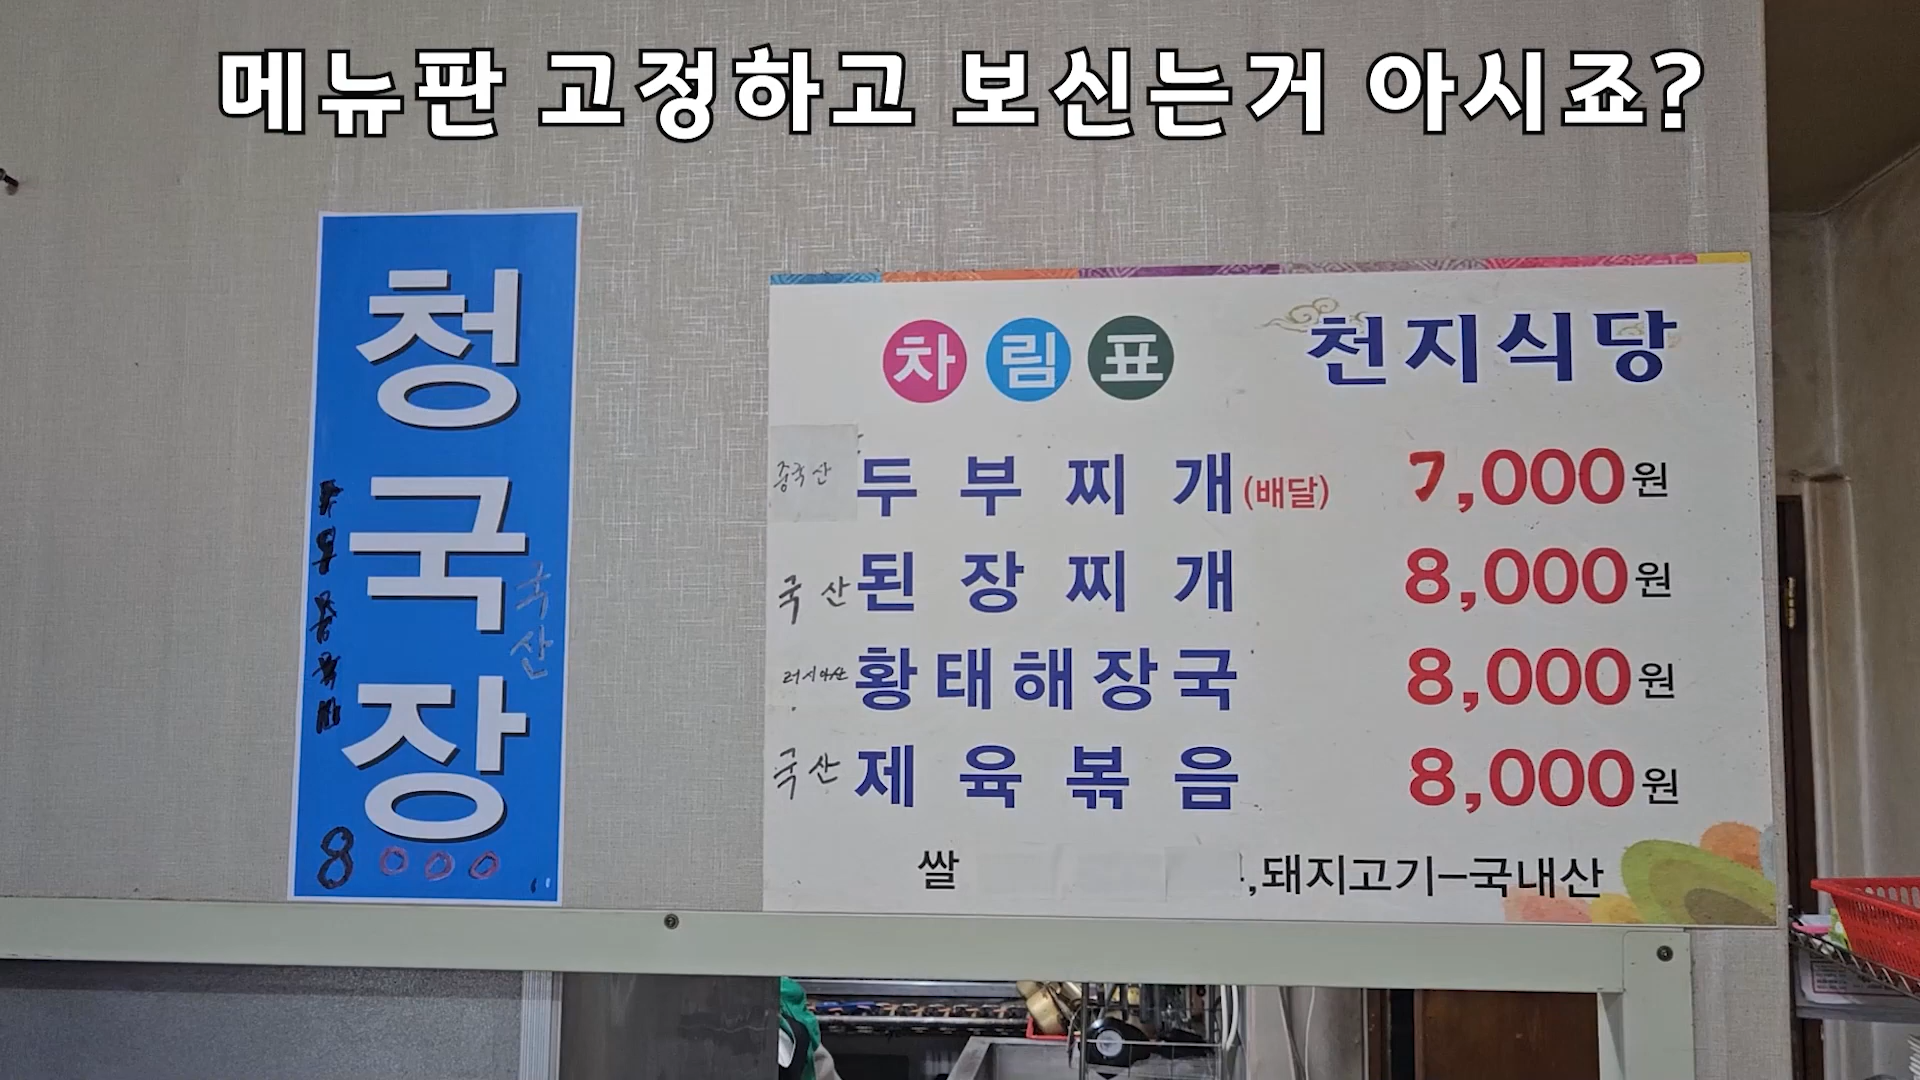 메뉴판 고정하고 보신는거 아시죠?
청국장
국산
8000
차림표
천지식당
중국산 두부찌개(배달) 7,000원
국산 된장찌개 8,000원
러시아산 황태해장국 8,000원
국산 제육볶음 8,000원
쌀 ,돼지고기-국내산